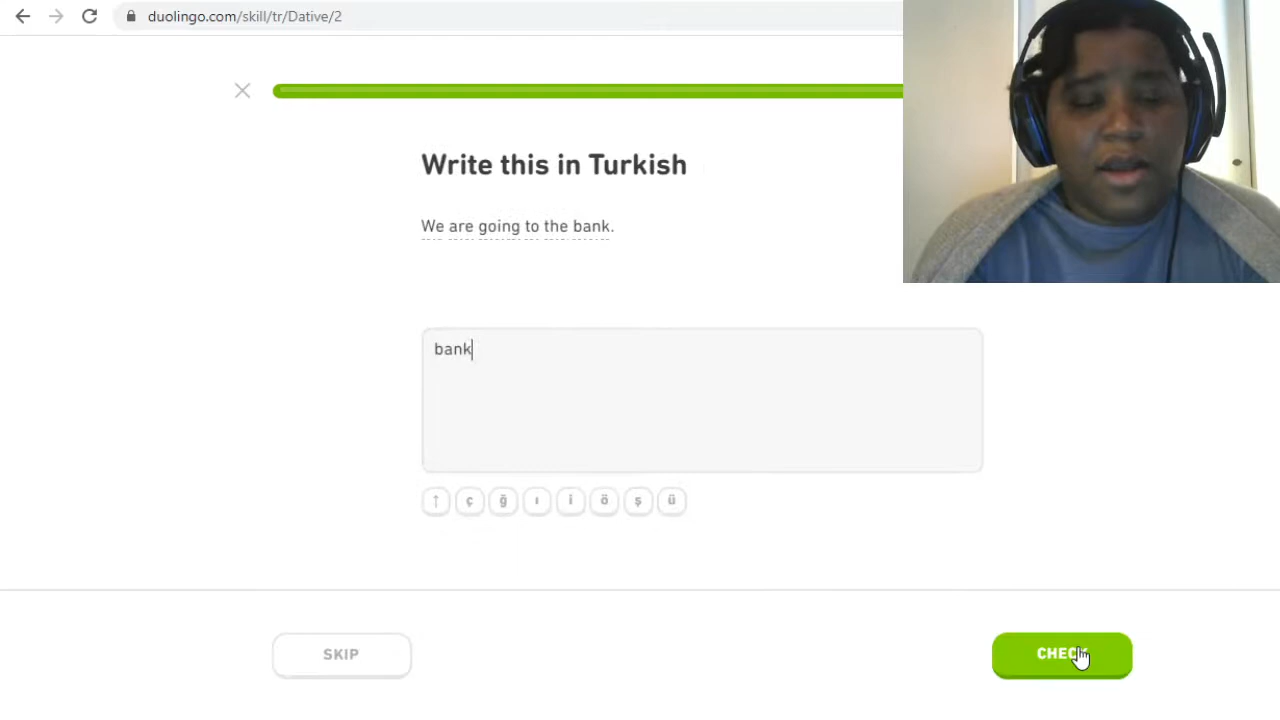 duolingo.com/skill/tr/Dative/2
Write this in Turkish
We are going to the bank.
bank
↑ ç ğ ı i ö ş ü
SKIP
CHECK